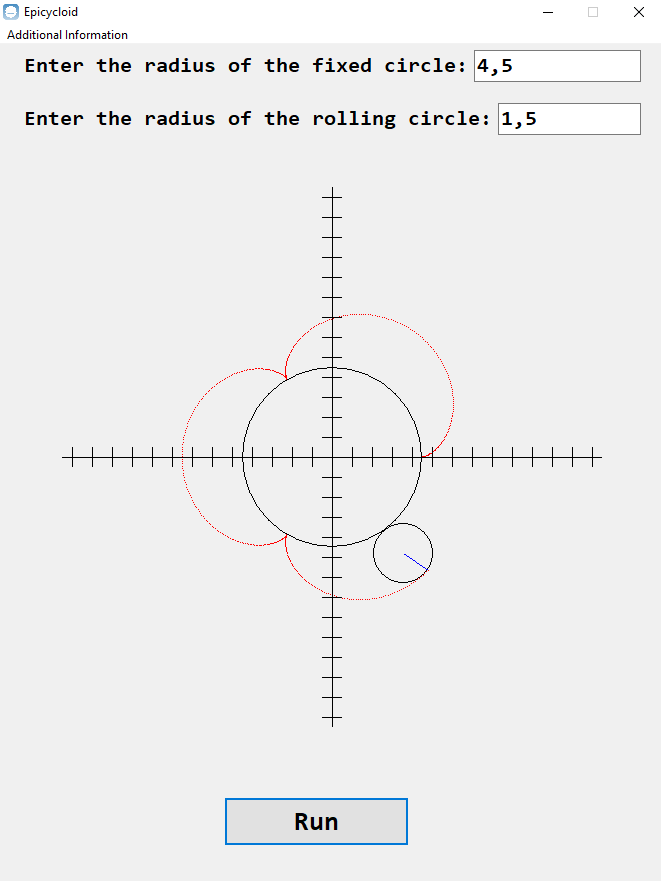 Epicycloid
Additional Information
Enter the radius of the fixed circle: 4,5
Enter the radius of the rolling circle: 1,5
Run